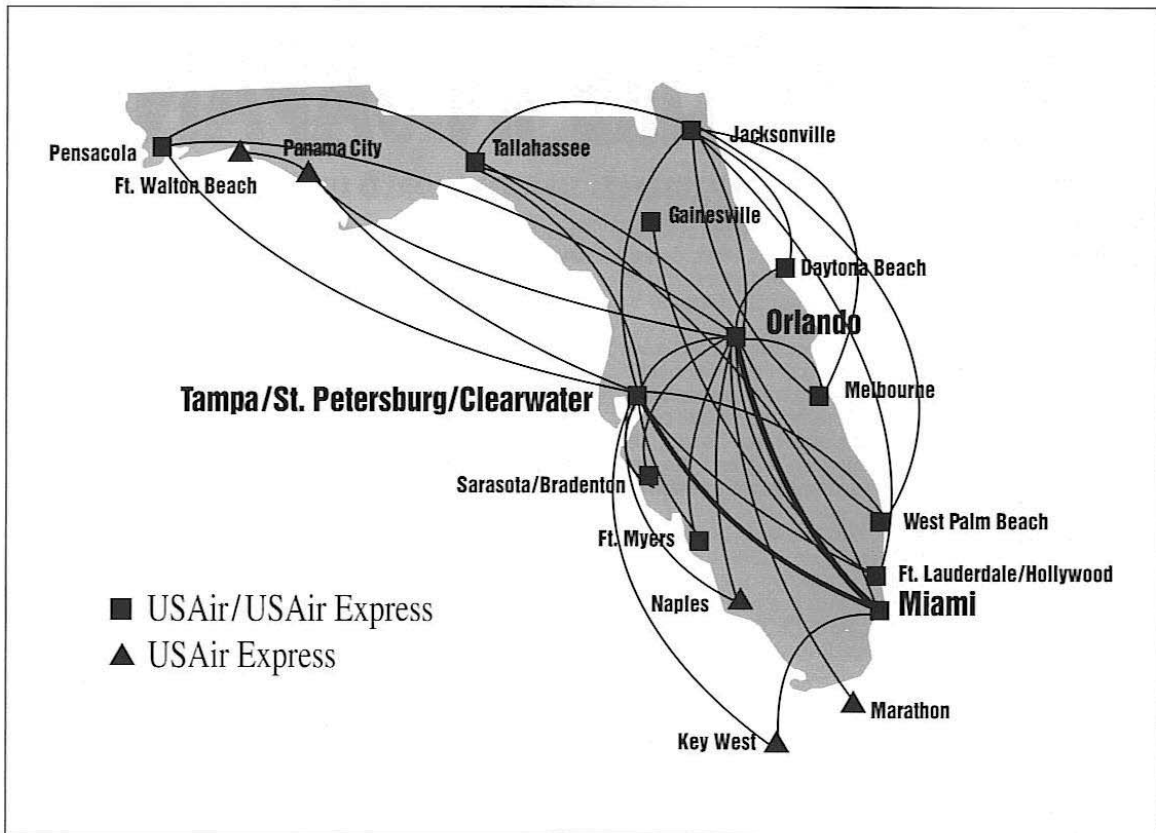 Jacksonville
Pensacola
Panama City
Tallahassee
Ft. Walton Beach
Gainesville
Daytona Beach
Orlando
Tampa/St. Petersburg/Clearwater
Melbourne
Sarasota/Bradenton
West Palm Beach
Ft. Myers
Ft. Lauderdale/Hollywood
Naples
Miami
USAir/USAir Express
USAir Express
Marathon
Key West